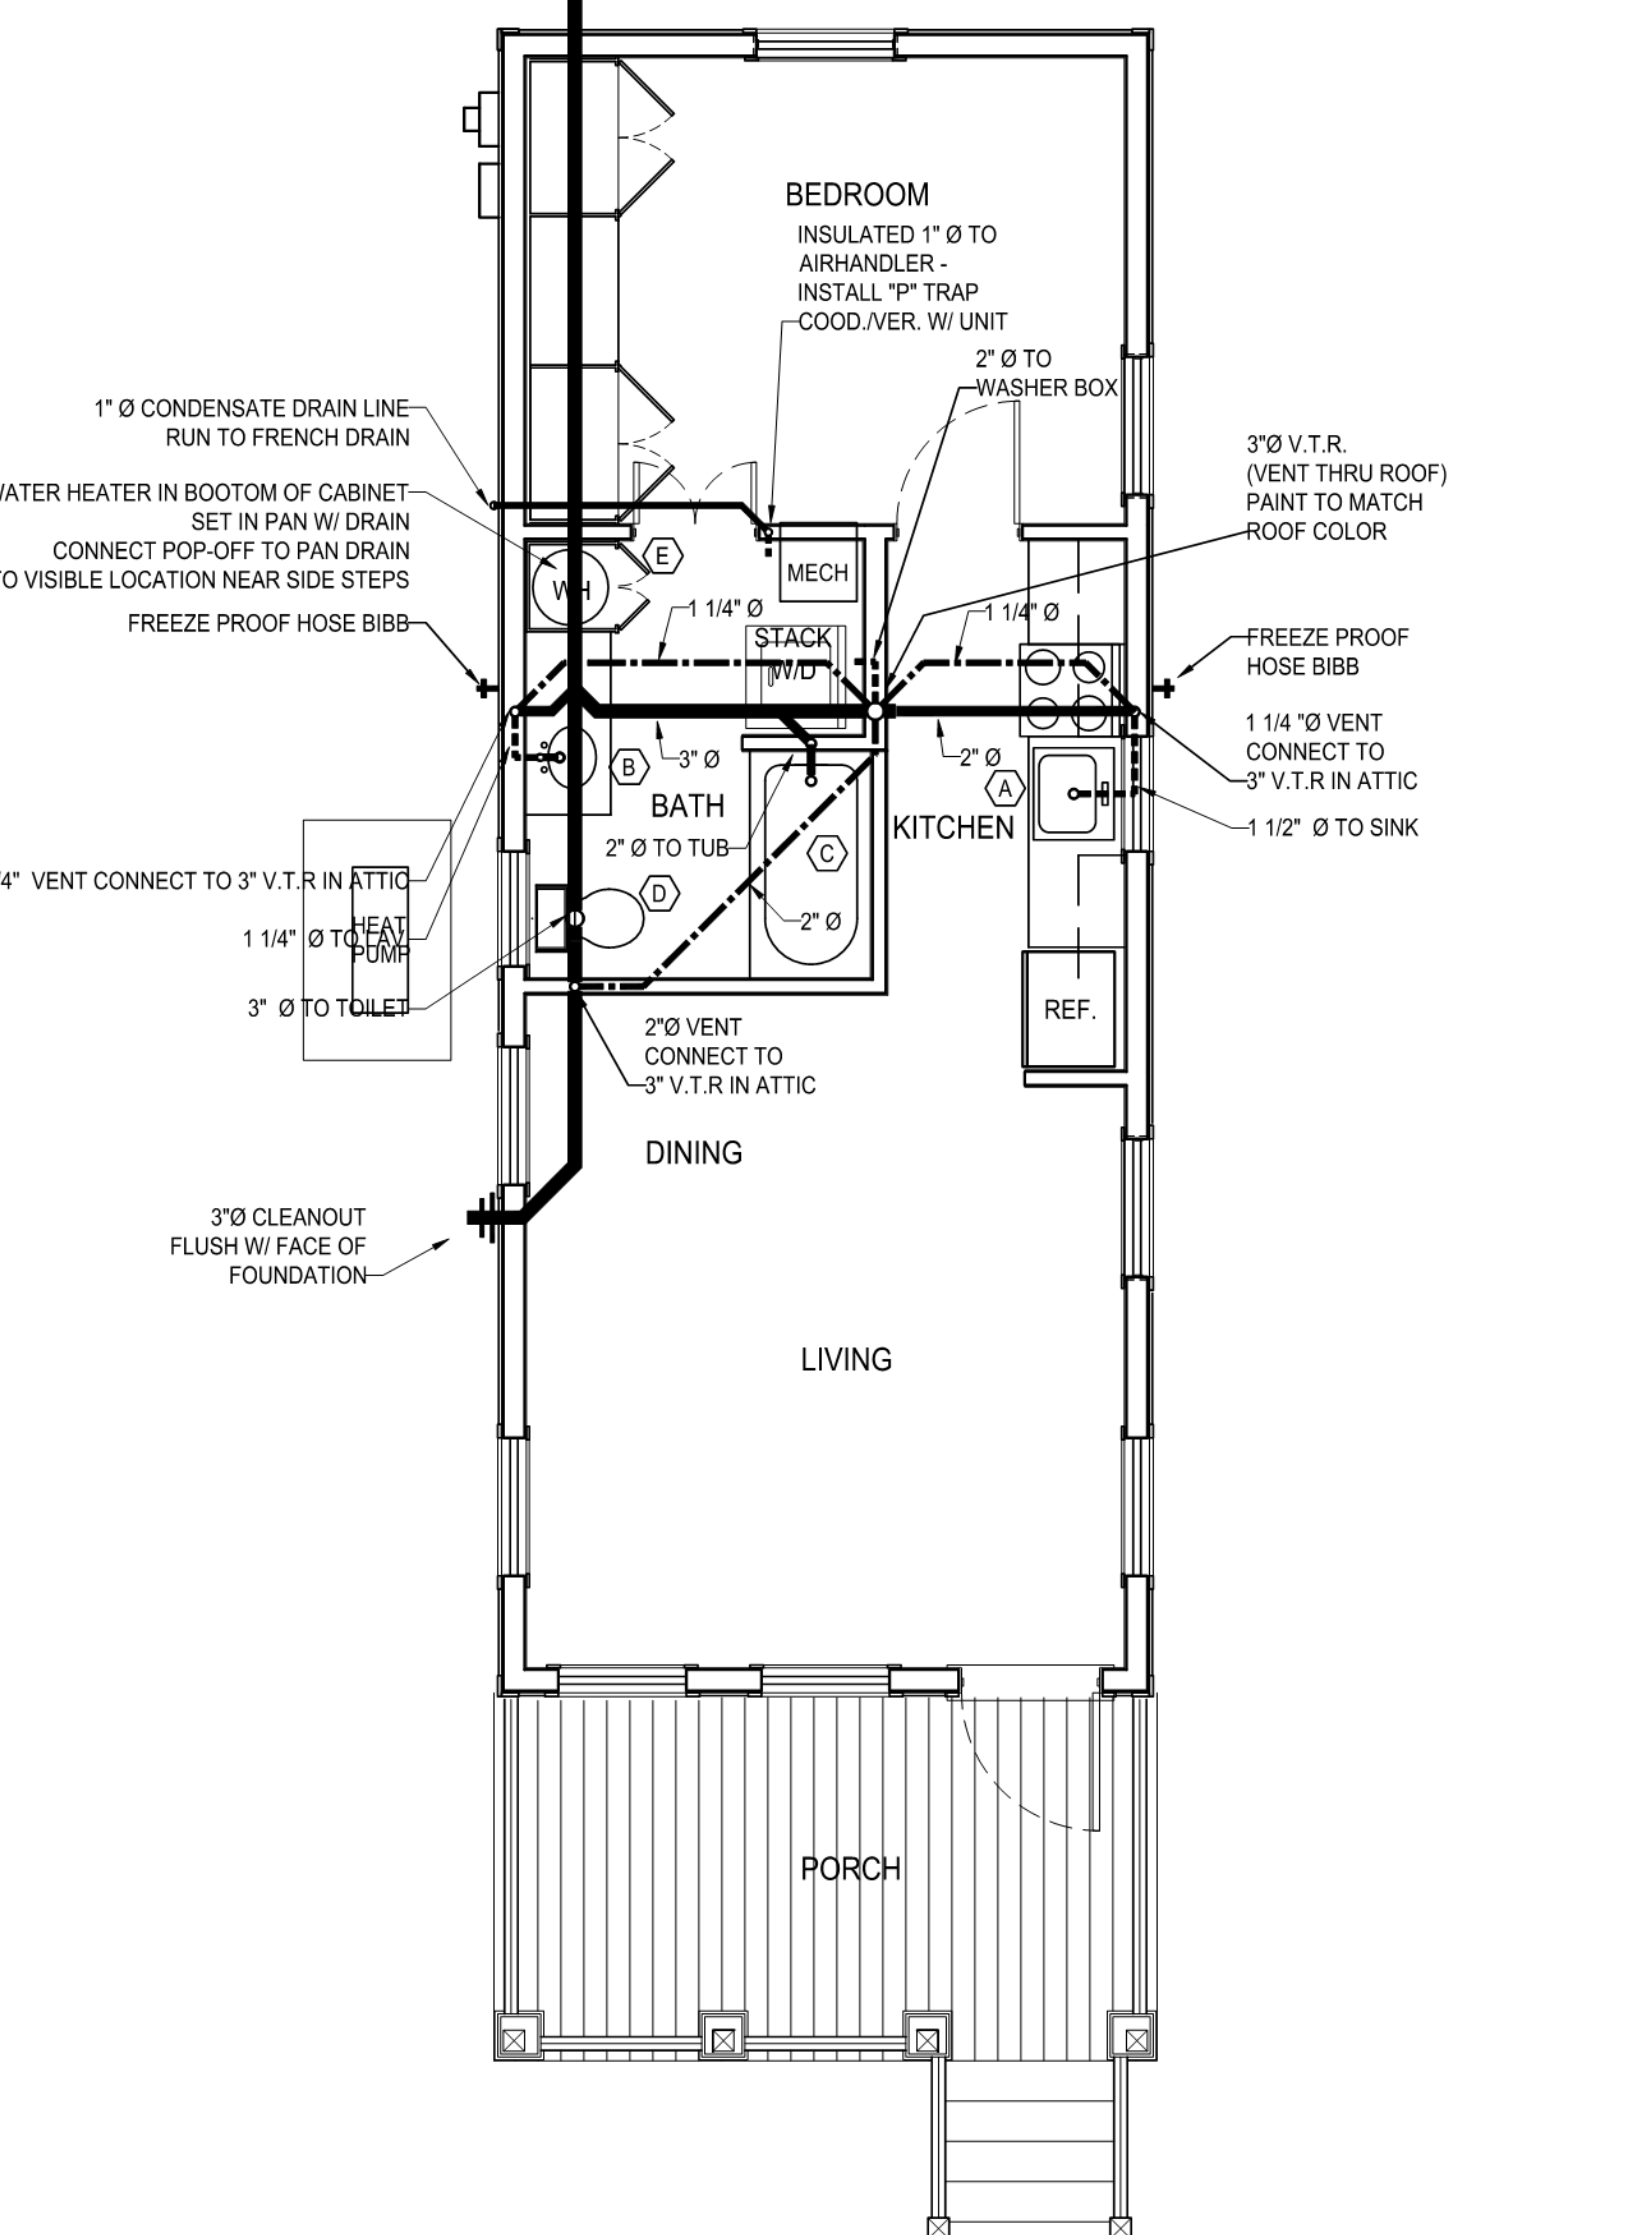 BEDROOM
INSULATED 1" Ø TO
AIRHANDLER -
INSTALL "P" TRAP
COOD./VER. W/ UNIT
2" Ø TO
WASHER BOX
1" Ø CONDENSATE DRAIN LINE
RUN TO FRENCH DRAIN
3"Ø V.T.R.
(VENT THRU ROOF)
PAINT TO MATCH
ROOF COLOR
HEATER IN BOOTOM OF CABINET
SET IN PAN W/ DRAIN
CONNECT POP-OFF TO PAN DRAIN
VISIBLE LOCATION NEAR SIDE STEPS
FREEZE PROOF HOSE BIBB
WH
E
MECH
1 1/4" Ø
STACK
W/D
1 1/4" Ø
FREEZE PROOF
HOSE BIBB
3" Ø
2" Ø
B
A
BATH
KITCHEN
1 1/4 "Ø VENT
CONNECT TO
3" V.T.R IN ATTIC
1 1/2" Ø TO SINK
2" Ø TO TUB
C
D
2" Ø
VENT CONNECT TO 3" V.T.R IN ATTIC
HEAT
PUMP
1 1/4" Ø TO LAV.
3" Ø TO TOILET
REF.
2"Ø VENT
CONNECT TO
3" V.T.R IN ATTIC
DINING
3"Ø CLEANOUT
FLUSH W/ FACE OF
FOUNDATION
LIVING
PORCH